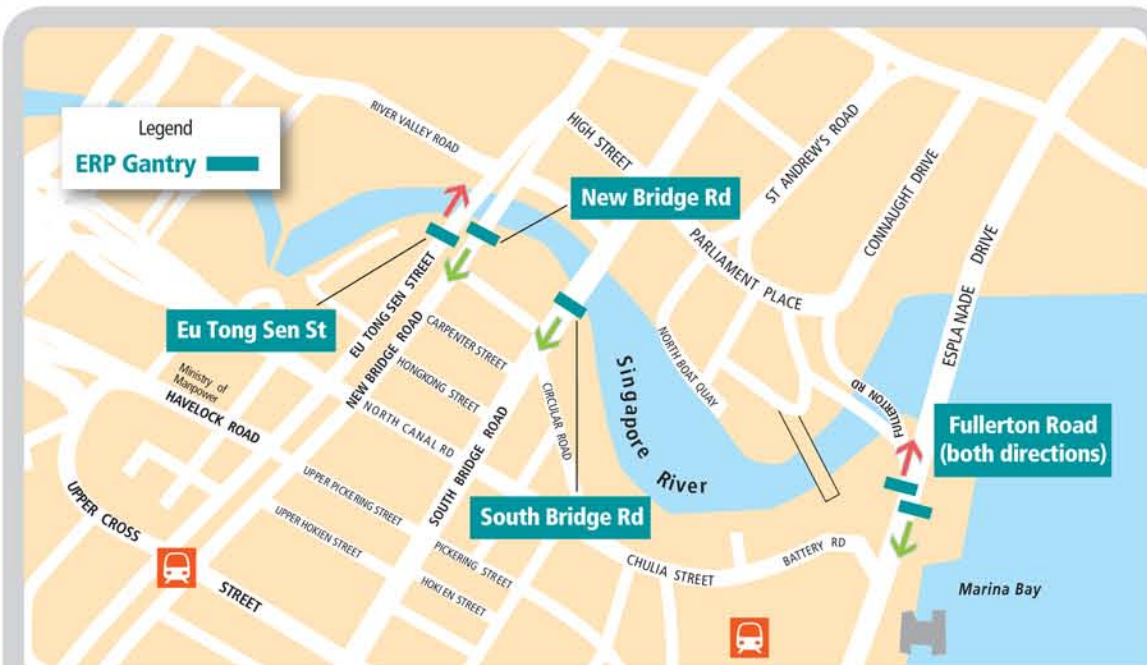 Legend
ERP Gantry
RIVER VALLEY ROAD
HIGH STREET
ST ANDREW'S ROAD
CONNAUGHT DRIVE
New Bridge Rd
PARLIAMENT PLACE
ESPLA NADE DRIVE
Eu Tong Sen St
EU TONG SEN STREET
NEW BRIDGE ROAD
CARPENTER STREET
HONGKONG STREET
NORTH CANAL RD
CIRCULAR ROAD
NORTH BOAT QUAY
Singapore River
FULLERTON RD
Ministry of
Manpower
HAVELOCK ROAD
Fullerton Road
(both directions)
SOUTH BRIDGE ROAD
South Bridge Rd
UPPER PICKERING STREET
UPPER HOKIEN STREET
UPPER CROSS STREET
PICKERING STREET
HOKI EN STREET
CHULIA STREET
BATTERY RD
Marina Bay